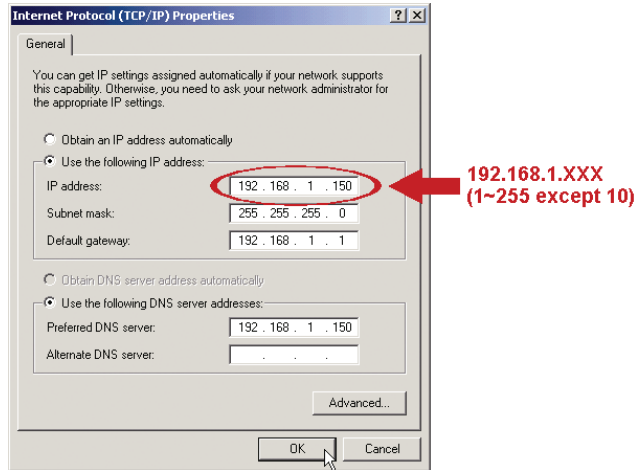 Internet Protocol (TCP/IP) Properties
General
You can get IP settings assigned automatically if your network supports
this capability. Otherwise, you need to ask your network administrator for
the appropriate IP settings.
Obtain an IP address automatically
Use the following IP address:
IP address: 192 . 168 . 1 . 150
Subnet mask: 255 . 255 . 255 . 0
Default gateway: 192 . 168 . 1 . 1
192.168.1.XXX
(1~255 except 10)
Obtain DNS server address automatically
Use the following DNS server addresses:
Preferred DNS server: 192 . 168 . 1 . 150
Alternate DNS server: . . .
Advanced...
OK Cancel